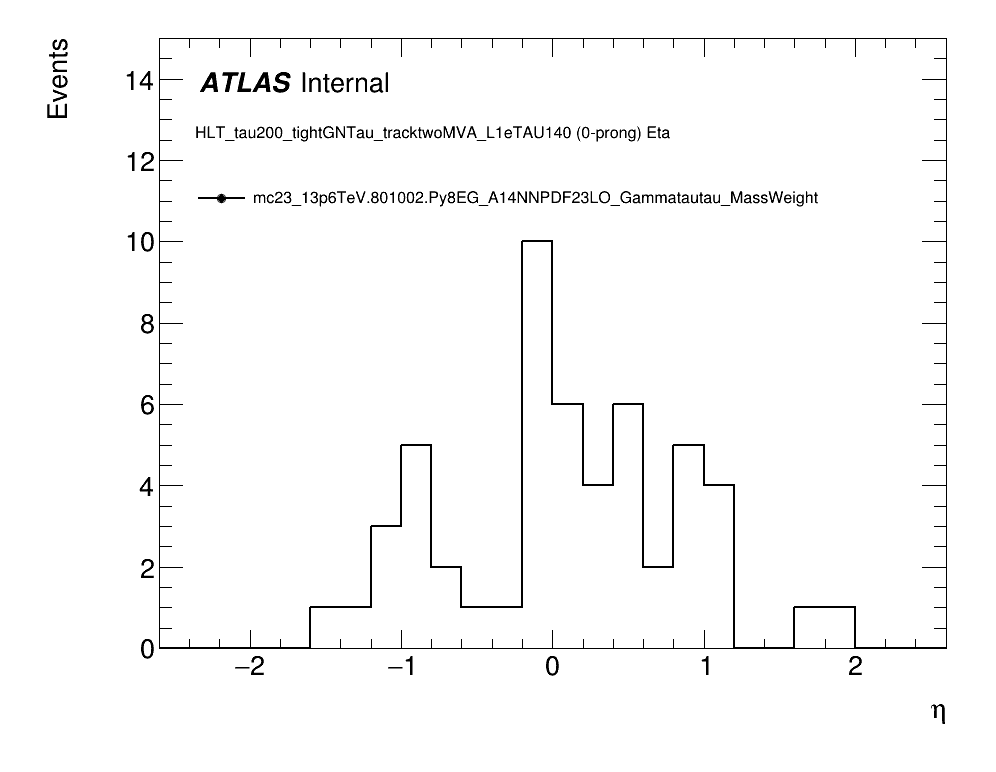 Events
ATLAS Internal
HLT_tau200_tightGNTau_tracktwoMVA_L1eTAU140 (0-prong) Eta
mc23_13p6TeV.801002.Py8EG_A14NNPDF23LO_Gammatautau_MassWeight
14
12
10
8
6
4
2
0
−2 −1 0 1 2
η